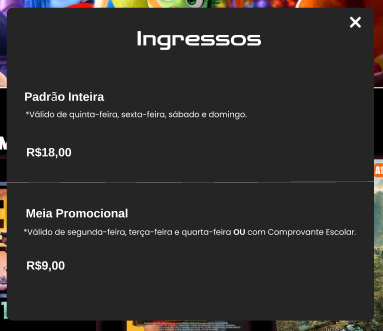 Ingressos
Padrão Inteira
*Válido de quinta-feira, sexta-feira, sábado e domingo.
R$18,00
Meia Promocional
*Válido de segunda-feira, terça-feira e quarta-feira OU com Comprovante Escolar.
R$9,00